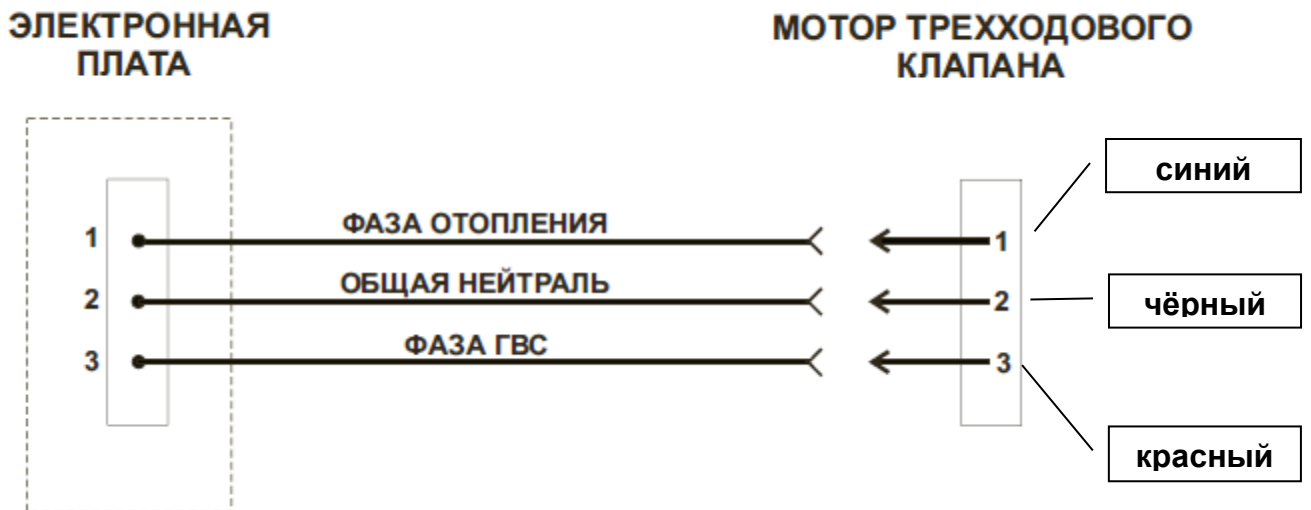 ЭЛЕКТРОННАЯ
ПЛАТА
МОТОР ТРЕХХОДОВОГО
КЛАПАНА
синий
1 ФАЗА ОТОПЛЕНИЯ 1
2 ОБЩАЯ НЕЙТРАЛЬ 2
чёрный
3 ФАЗА ГВС 3
красный